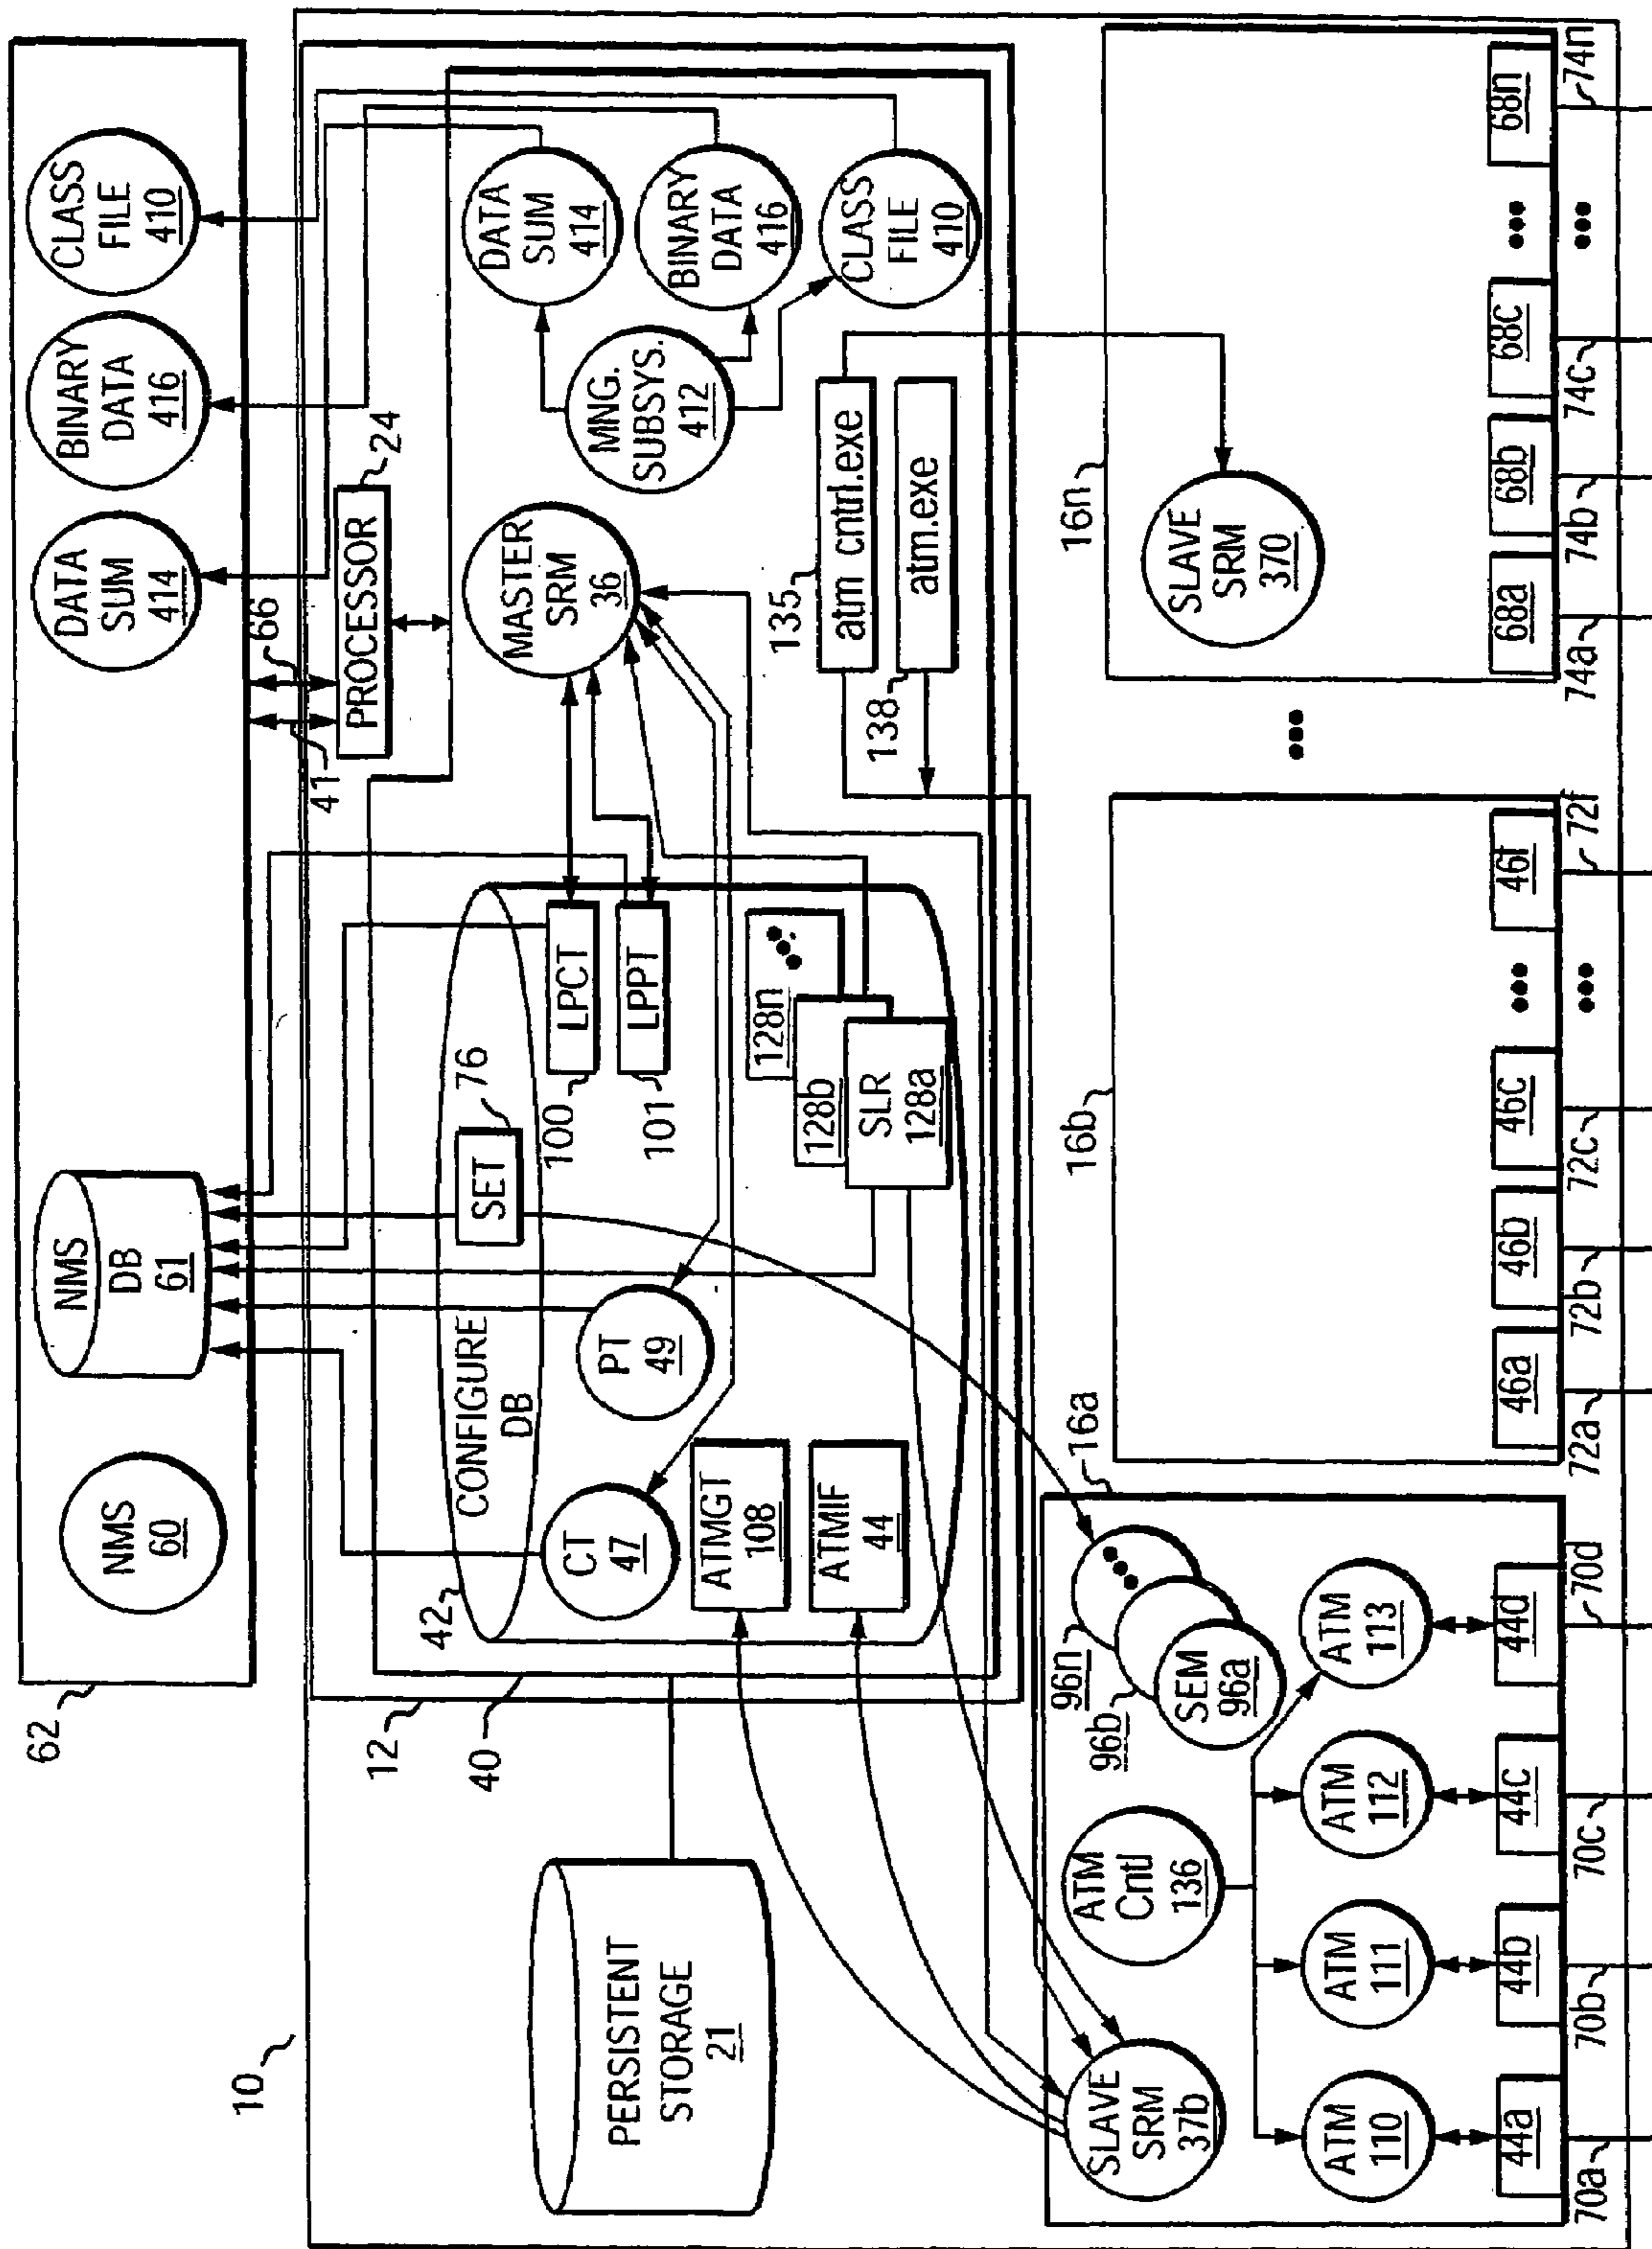 62
NMS
60
NMS
DB
61
DATA
SUM
414
BINARY
DATA
416
CLASS
FILE
410
10
12
40
41
66
PROCESSOR
24
PERSISTENT
STORAGE
21
42
CONFIGURE
DB
SET
76
CT
47
PT
49
LPCT
100
LPPT
101
ATMGT
108
ATMIF
44
128n
128b
SLR
128a
MASTER
SRM
36
MNG.
SUBSYS.
412
DATA
SUM
414
BINARY
DATA
416
CLASS
FILE
410
135
atm cntrl.exe
138
atm.exe
16a
SLAVE
SRM
37b
ATM
Cntl
136
96n
96b
SEM
96a
ATM
110
ATM
111
ATM
112
ATM
113
44a
44b
44c
44d
70a
70b
70c
70d
16b
46a
46b
46c
46f
72a
72b
72c
72f
16n
SLAVE
SRM
370
68a
68b
68c
68n
74a
74b
74c
74n